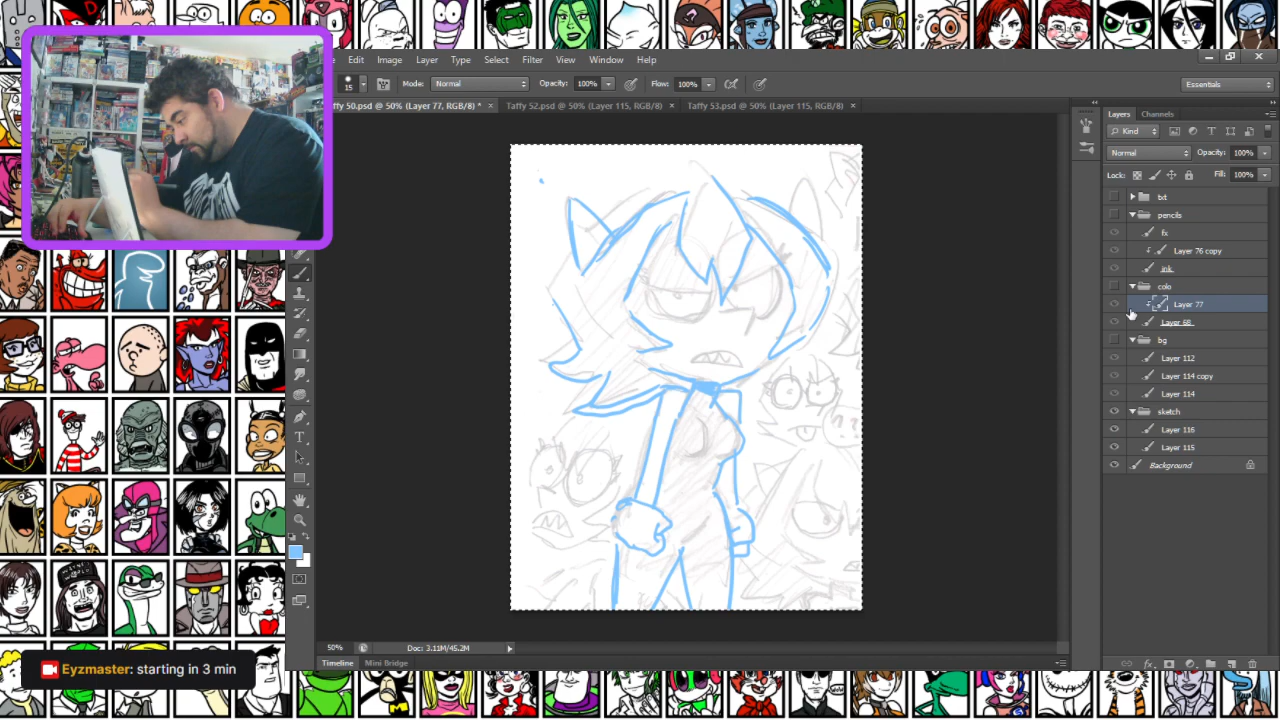 Edit Image Layer Type Select Filter View Window Help
15 Mode: Normal Opacity: 100% Flow: 100% Essentials
ffy 50.psd @ 50% (Layer 77, RGB/8) * × Taffy 52.psd @ 50% (Layer 115, RGB/8) × Taffy 53.psd @ 50% (Layer 115, RGB/8) ×
Layers Channels
Kind
Normal Opacity: 100%
Lock: Fill: 100%
txt
pencils
fx
Layer 76 copy
ink
colo
Layer 77
Layer 68
bg
Layer 112
Layer 114 copy
Layer 114
sketch
Layer 116
Layer 115
Background
50% Doc: 3.11M/45.2M
Timeline Mini Bridge
Eyzmaster: starting in 3 min